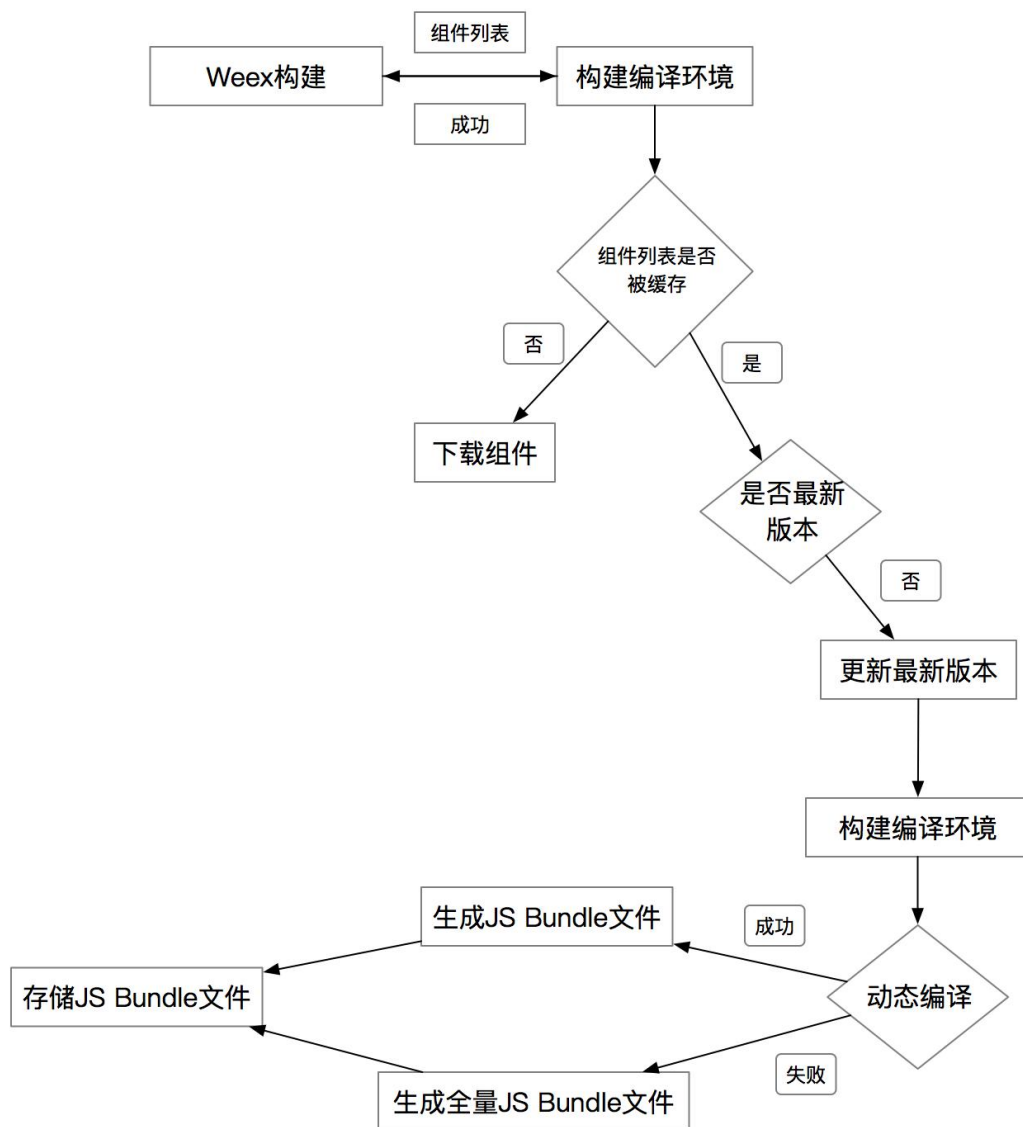 组件列表
Weex构建
构建编译环境
成功
组件列表是否
被缓存
否
是
下载组件
是否最新
版本
否
更新最新版本
构建编译环境
生成JS Bundle文件
成功
存储JS Bundle文件
动态编译
失败
生成全量JS Bundle文件